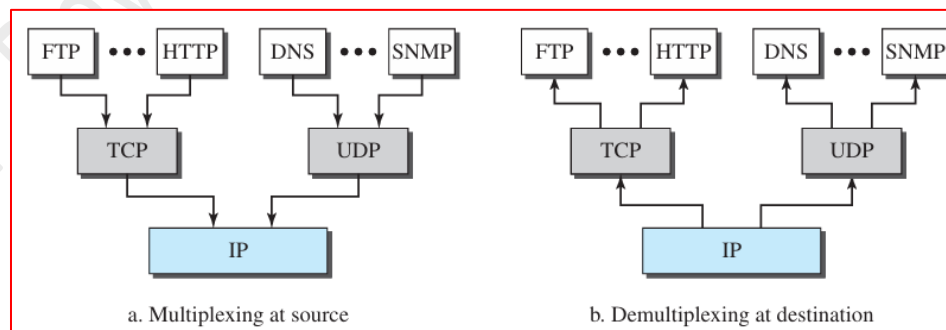 FTP ••• HTTP DNS ••• SNMP FTP ••• HTTP DNS ••• SNMP
TCP UDP TCP UDP
IP IP
a. Multiplexing at source b. Demultiplexing at destination